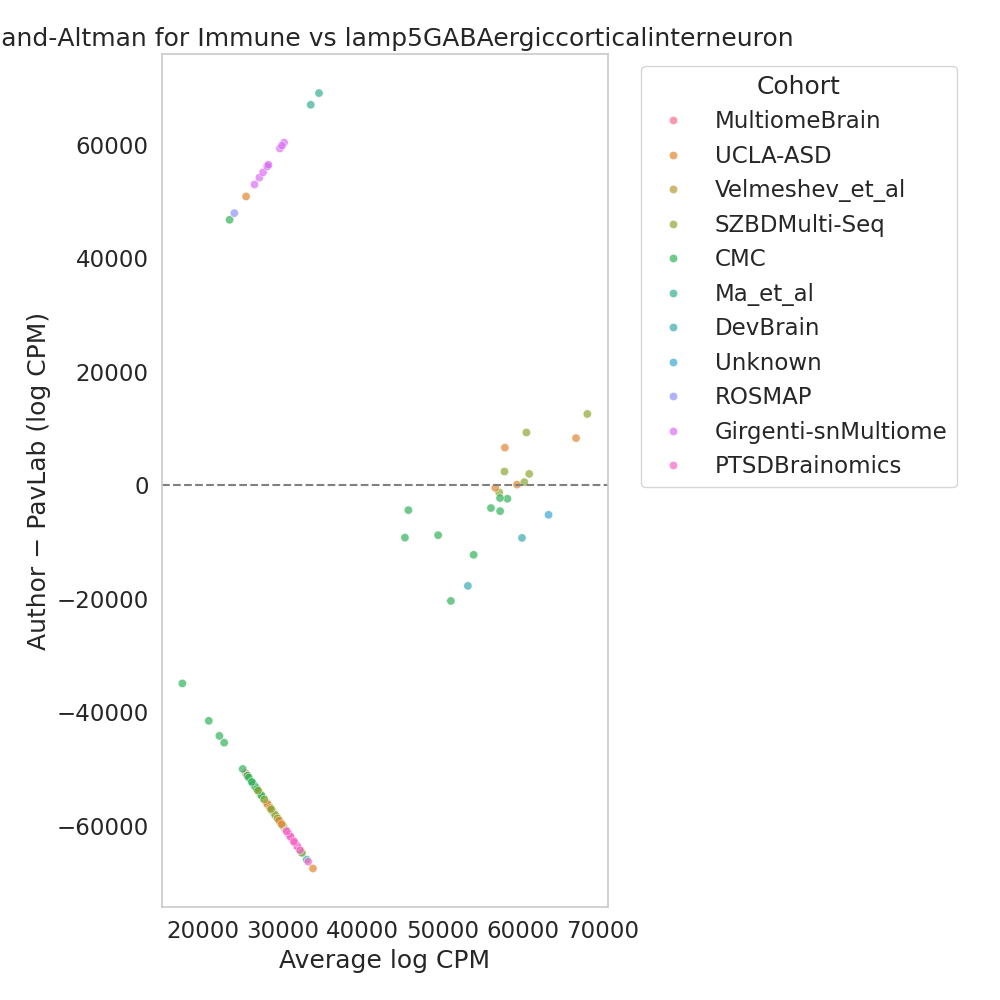 and-Altman for Immune vs lamp5GABAergiccorticalinterneuron
Cohort
MultiomeBrain
UCLA-ASD
Velmeshev_et_al
SZBDMulti-Seq
CMC
Ma_et_al
DevBrain
Unknown
ROSMAP
Girgenti-snMultiome
PTSDBrainomics
Author − PavLab (log CPM)
60000
40000
20000
0
−20000
−40000
−60000
20000 30000 40000 50000 60000 70000
Average log CPM